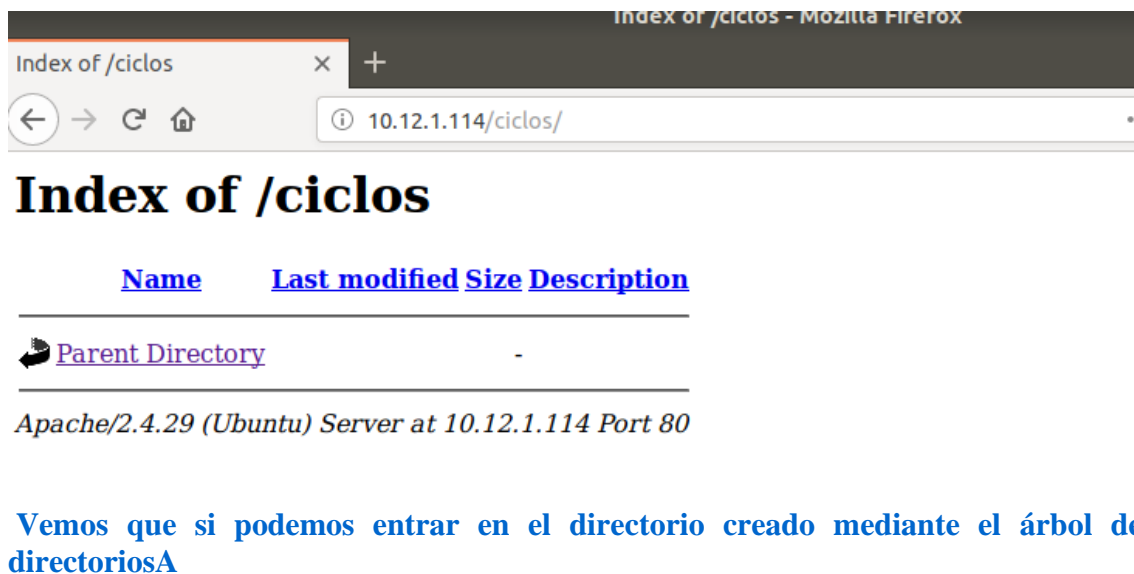 Index of /ciclos - Mozilla Firefox
Index of /ciclos × +
10.12.1.114/ciclos/
Index of /ciclos
Name Last modified Size Description
Parent Directory -
Apache/2.4.29 (Ubuntu) Server at 10.12.1.114 Port 80
Vemos que si podemos entrar en el directorio creado mediante el árbol de
directoriosA